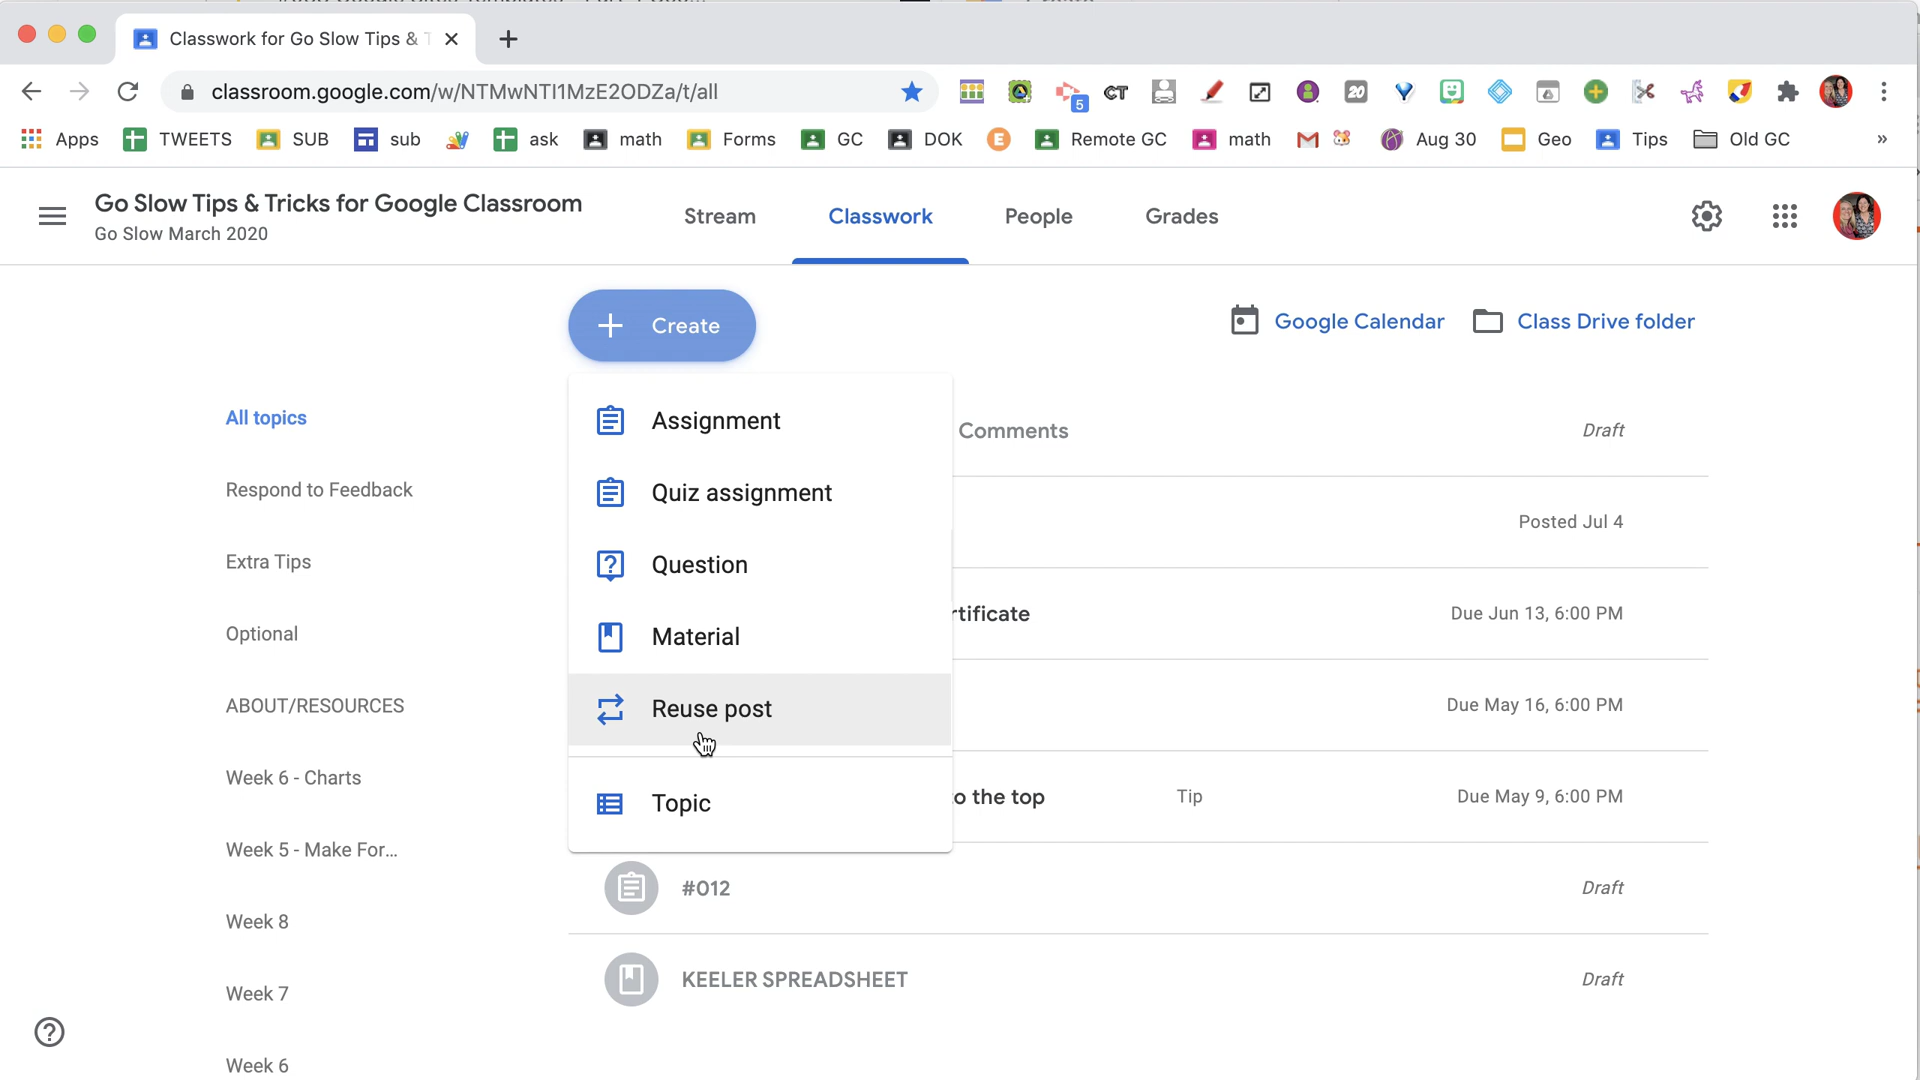 Classwork for Go Slow Tips &
classroom.google.com/w/NTMwNTI1MzE2ODZa/t/all
5
CT
20
Apps
TWEETS
SUB
sub
ask
math
Forms
GC
DOK
E
Remote GC
math
Aug 30
Geo
Tips
Old GC
»
Go Slow Tips & Tricks for Google Classroom
Go Slow March 2020
Stream
Classwork
People
Grades
+ Create
Google Calendar
Class Drive folder
All topics
Respond to Feedback
Extra Tips
Optional
ABOUT/RESOURCES
Week 6 - Charts
Week 5 - Make For...
Week 8
Week 7
Week 6
Assignment
Quiz assignment
Question
Material
Reuse post
Topic
Comments
Draft
Posted Jul 4
rtificate
Due Jun 13, 6:00 PM
Due May 16, 6:00 PM
o the top
Tip
Due May 9, 6:00 PM
#012
Draft
KEELER SPREADSHEET
Draft